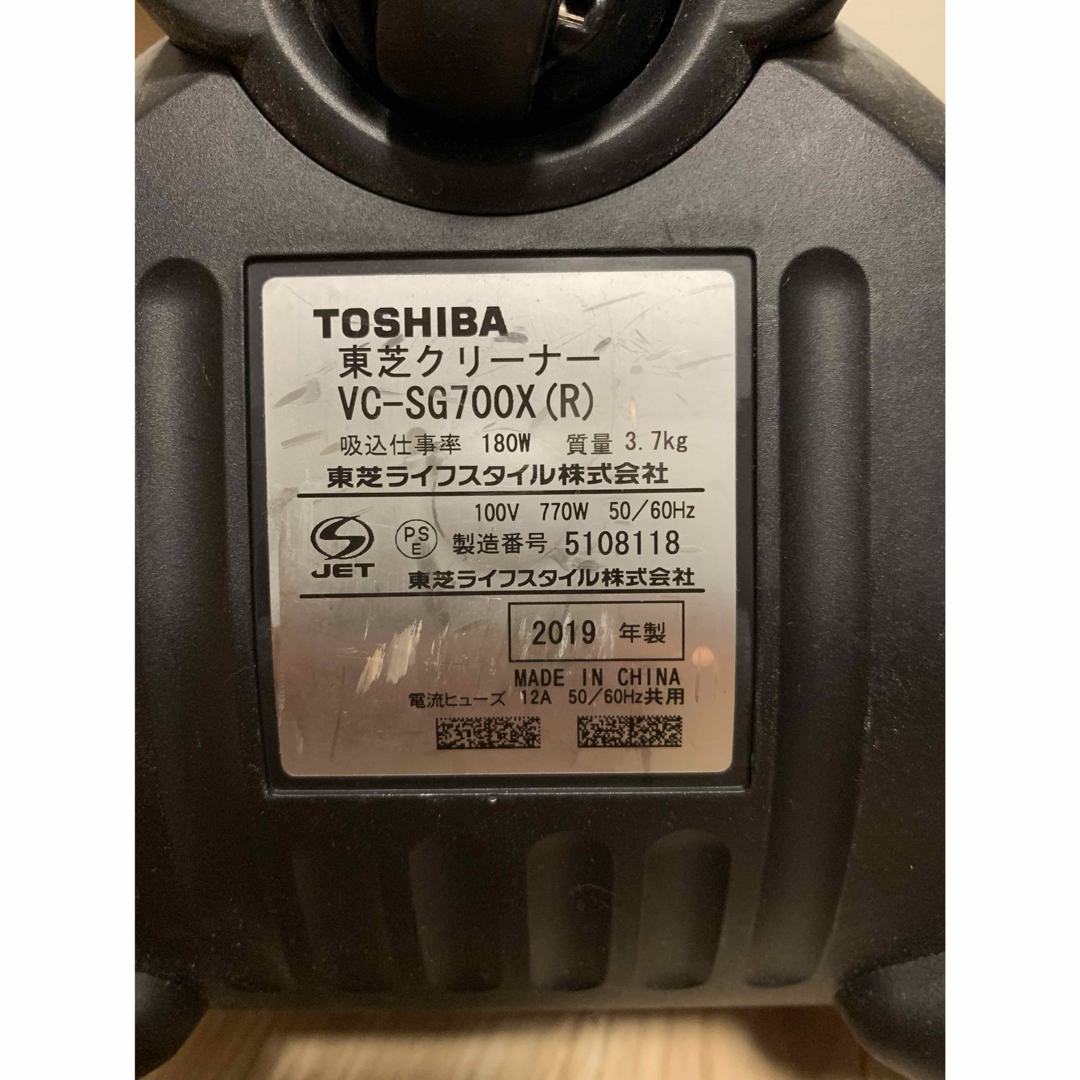 TOSHIBA
東芝クリーナー
VC-SG700X(R)
吸込仕事率 180W 質量 3.7kg
東芝ライフスタイル株式会社
100V 770W 50/60Hz
JET PSE 製造番号 5108118
東芝ライフスタイル株式会社
2019 年製
MADE IN CHINA
電流ヒューズ 12A 50/60Hz共用